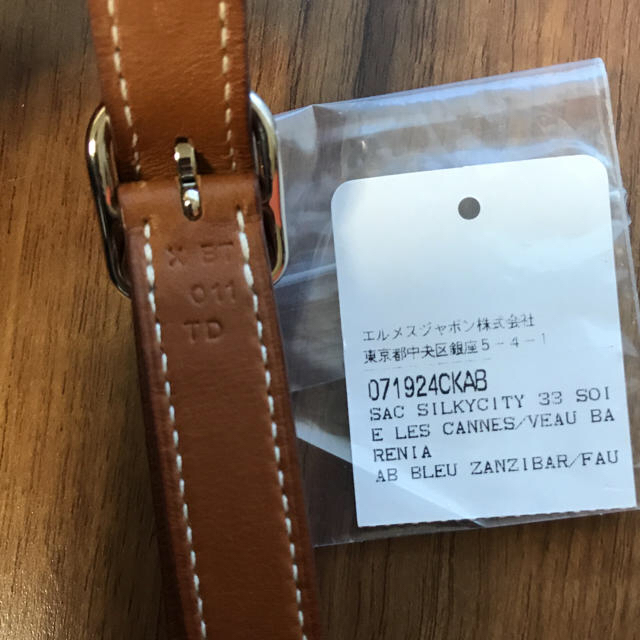 X BT
011
TD
エルメスジャポン株式会社
東京都中央区銀座5-4-1
071924CKAB
SAC SILKYCITY 33 SOI
E LES CANNES/VEAU BA
RENIA
AB BLEU ZANZIBAR/FAU